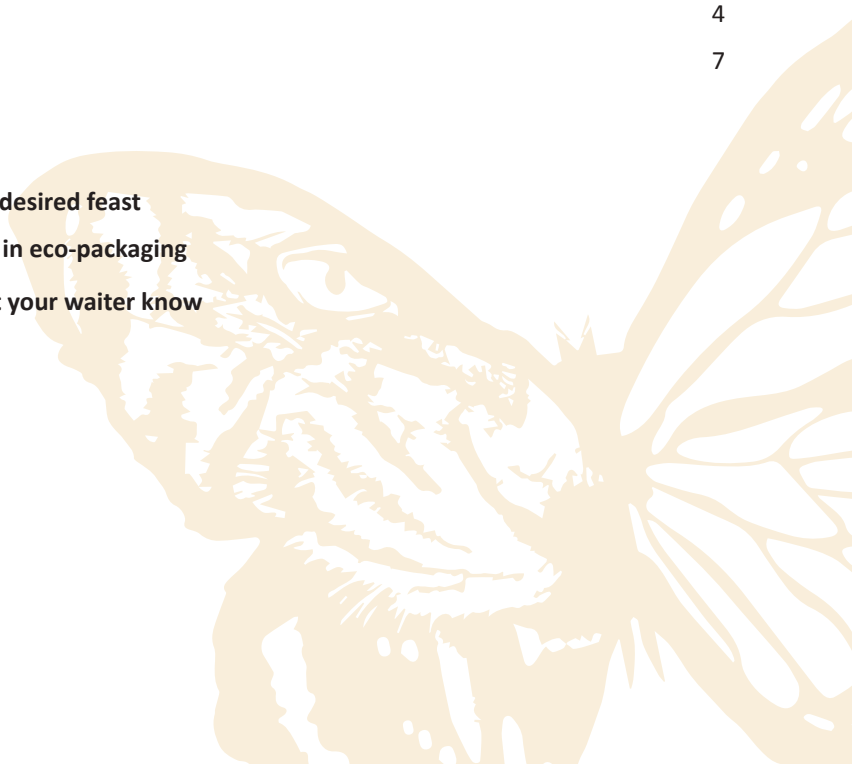 4
7
desired feast
in eco-packaging
your waiter know